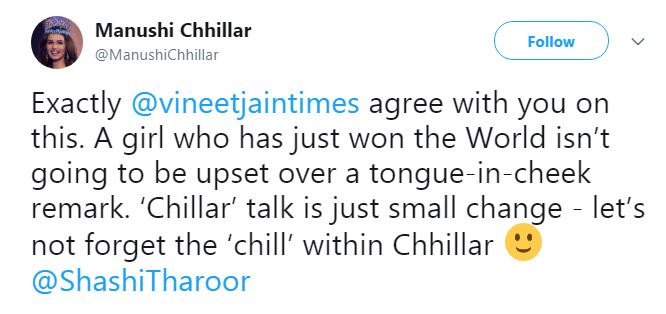 Manushi Chhillar
@ManushiChhillar
Follow
Exactly @vineetjaintimes agree with you on
this. A girl who has just won the World isn’t
going to be upset over a tongue-in-cheek
remark. ‘Chillar’ talk is just small change - let’s
not forget the ‘chill’ within Chhillar 🙂
@ShashiTharoor